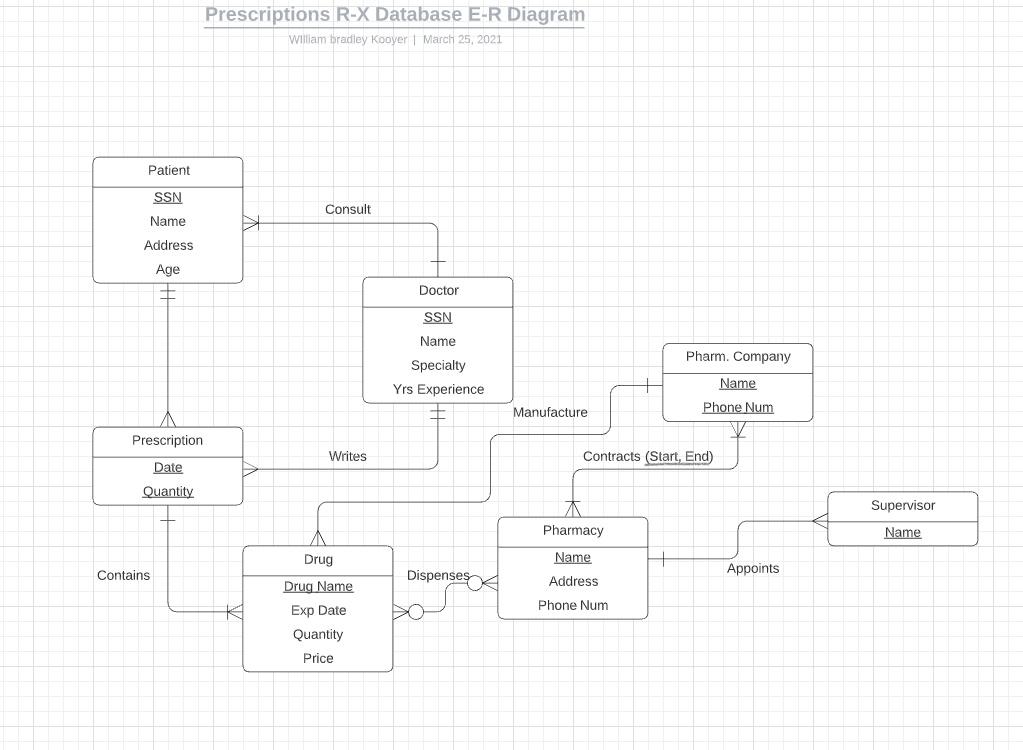 Prescriptions R-X Database E-R Diagram
William bradley Kooyer | March 25, 2021
Patient
SSN
Name
Address
Age
Consult
Doctor
SSN
Name
Specialty
Yrs Experience
Pharm. Company
Name
Phone Num
Manufacture
Prescription
Date
Quantity
Writes
Contracts (Start, End)
Supervisor
Name
Pharmacy
Name
Address
Phone Num
Appoints
Contains
Drug
Drug Name
Exp Date
Quantity
Price
Dispenses